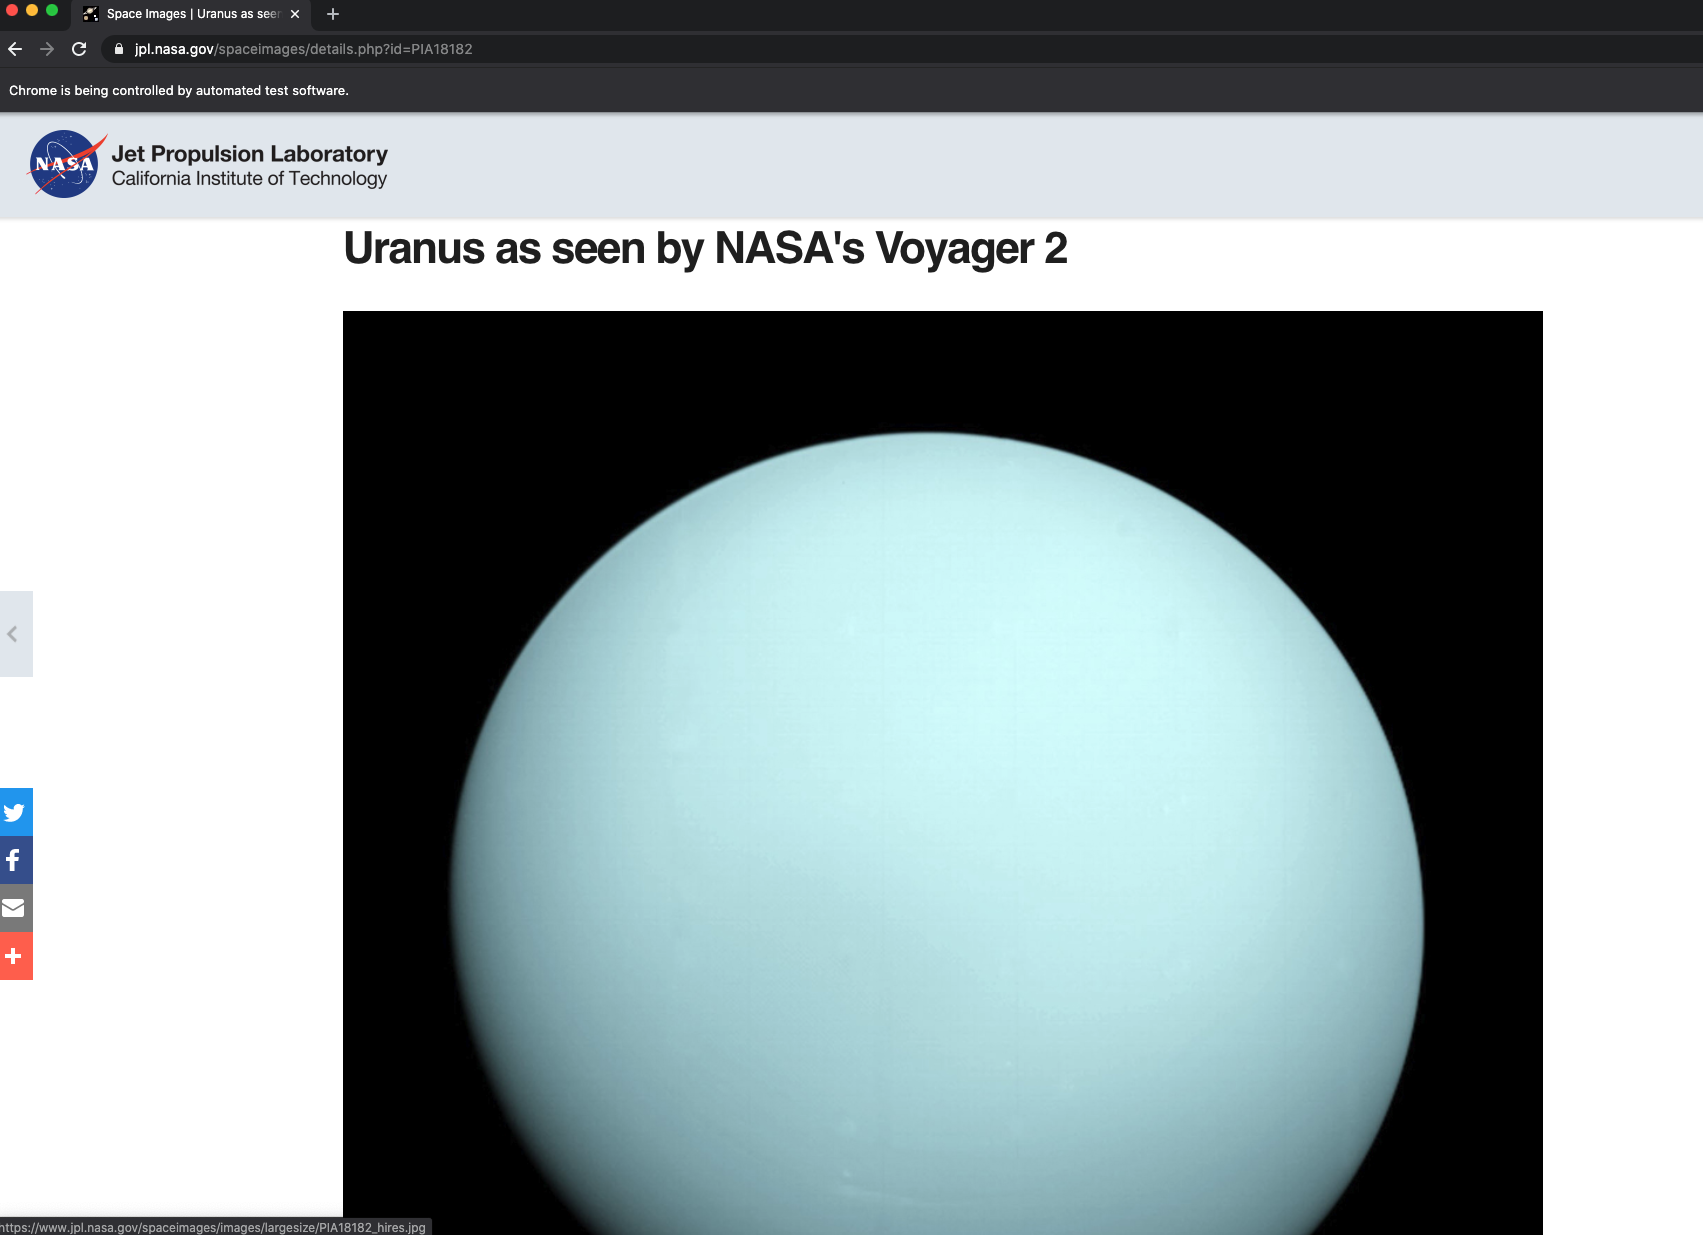 Space Images | Uranus as seen
jpl.nasa.gov/spaceimages/details.php?id=PIA18182
Chrome is being controlled by automated test software.
NASA
Jet Propulsion Laboratory
California Institute of Technology
Uranus as seen by NASA's Voyager 2
https://www.jpl.nasa.gov/spaceimages/images/largesize/PIA18182_hires.jpg